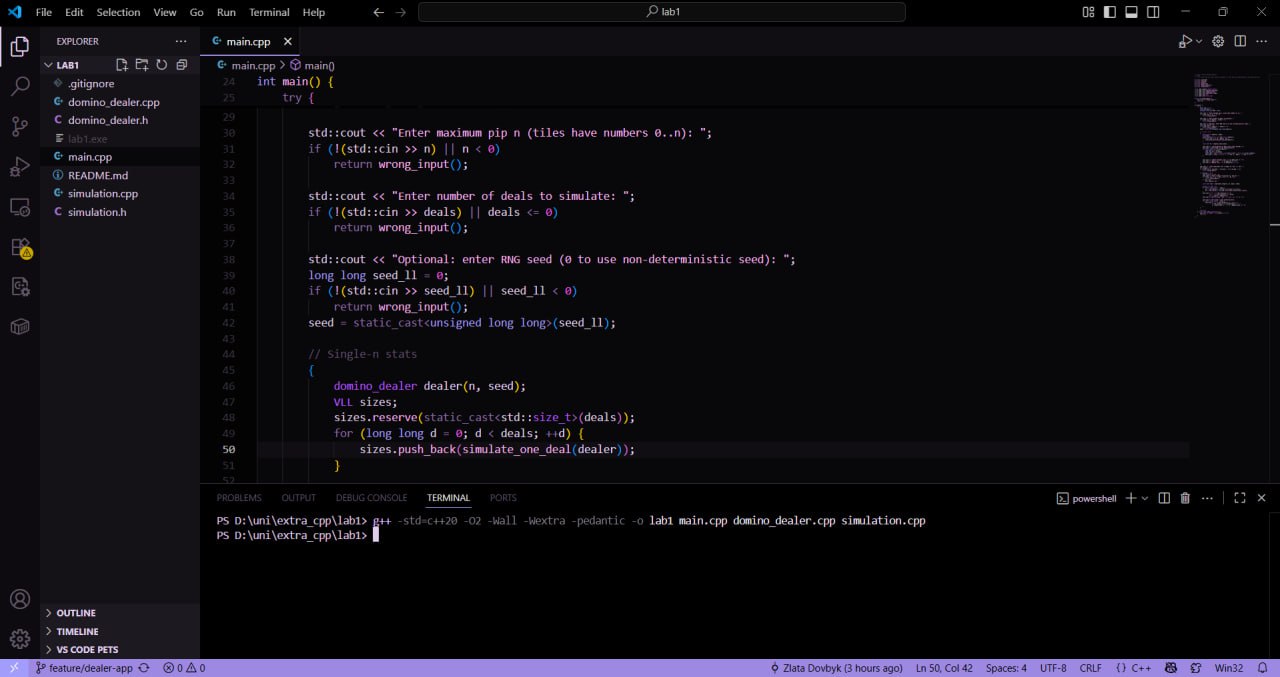 File Edit Selection View Go Run Terminal Help
lab1
EXPLORER
main.cpp
LAB1
main.cpp > main()
.gitignore
domino_dealer.cpp
domino_dealer.h
lab1.exe
main.cpp
README.md
simulation.cpp
simulation.h
24 int main() {
25 try {
29
30 std::cout << "Enter maximum pip n (tiles have numbers 0..n): ";
31 if (!(std::cin >> n) || n < 0)
32 return wrong_input();
33
34 std::cout << "Enter number of deals to simulate: ";
35 if (!(std::cin >> deals) || deals <= 0)
36 return wrong_input();
37
38 std::cout << "Optional: enter RNG seed (0 to use non-deterministic seed): ";
39 long long seed_ll = 0;
40 if (!(std::cin >> seed_ll) || seed_ll < 0)
41 return wrong_input();
42 seed = static_cast<unsigned long long>(seed_ll);
43
44 // Single-n stats
45 {
46 domino_dealer dealer(n, seed);
47 VLL sizes;
48 sizes.reserve(static_cast<std::size_t>(deals));
49 for (long long d = 0; d < deals; ++d) {
50 sizes.push_back(simulate_one_deal(dealer));
51 }
52
PROBLEMS OUTPUT DEBUG CONSOLE TERMINAL PORTS
powershell
PS D:\uni\extra_cpp\lab1> g++ -std=c++20 -O2 -Wall -Wextra -pedantic -o lab1 main.cpp domino_dealer.cpp simulation.cpp
PS D:\uni\extra_cpp\lab1>
OUTLINE
TIMELINE
VS CODE PETS
feature/dealer-app 0 0 Zlata Dovbyk (3 hours ago) Ln 50, Col 42 Spaces: 4 UTF-8 CRLF {} C++ Win32